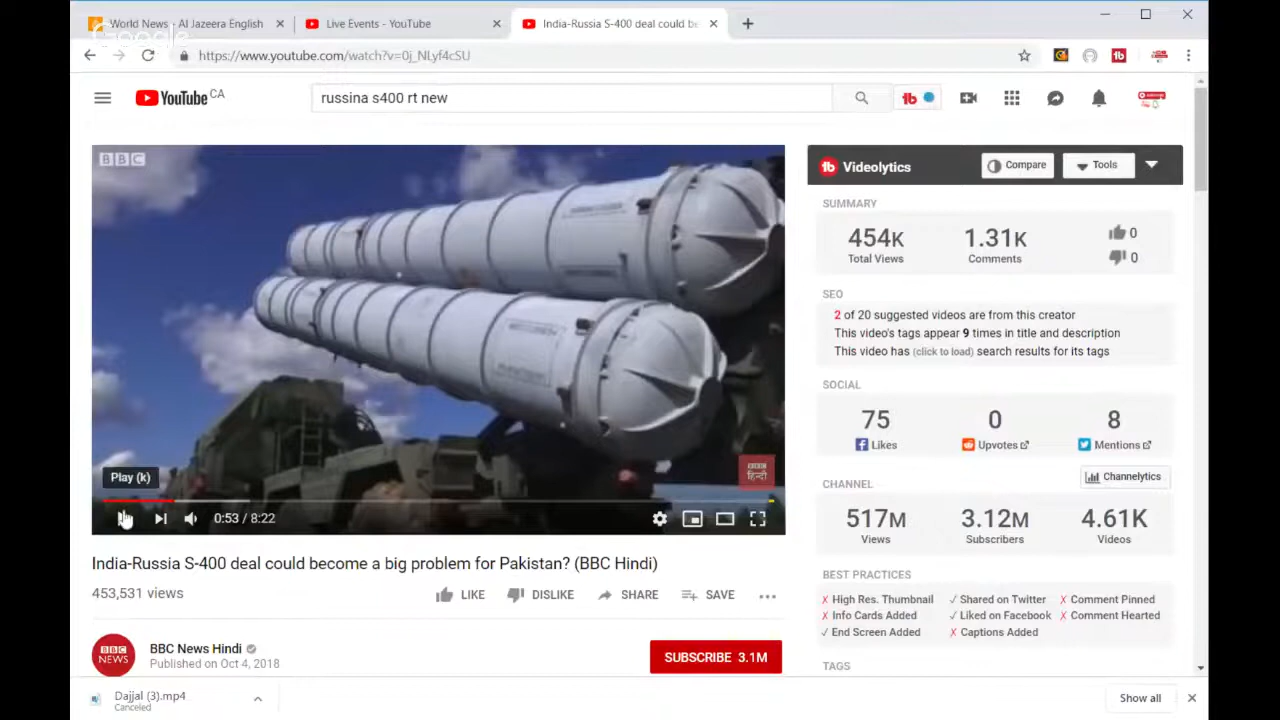 World News - Al Jazeera English
Live Events - YouTube
India-Russia S-400 deal could be
Google
https://www.youtube.com/watch?v=0j_NLyf4cSU
YouTube CA
russina s400 rt new
BBC
Videolytics
Compare
Tools
SUMMARY
454K
Total Views
1.31K
Comments
0
0
SEO
2 of 20 suggested videos are from this creator
This video's tags appear 9 times in title and description
This video has (click to load) search results for its tags
SOCIAL
75
Likes
0
Upvotes
8
Mentions
Channelytics
CHANNEL
517M
Views
3.12M
Subscribers
4.61K
Videos
BEST PRACTICES
✗ High Res. Thumbnail
✓ Shared on Twitter
✗ Comment Pinned
✗ Info Cards Added
✓ Liked on Facebook
✗ Comment Hearted
✓ End Screen Added
✗ Captions Added
TAGS
BBC
हिन्दी
Play (k)
0:53 / 8:22
India-Russia S-400 deal could become a big problem for Pakistan? (BBC Hindi)
453,531 views
LIKE
DISLIKE
SHARE
SAVE
BBC
NEWS
BBC News Hindi
Published on Oct 4, 2018
SUBSCRIBE 3.1M
Dajjal (3).mp4
Canceled
Show all